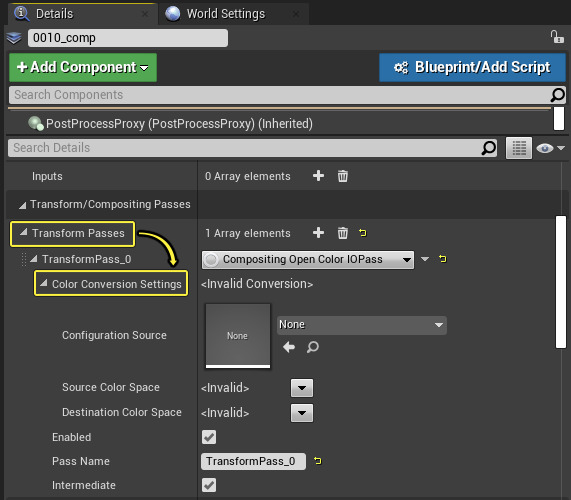 Details
World Settings
0010_comp
+ Add Component
Blueprint/Add Script
Search Components
PostProcessProxy (PostProcessProxy) (Inherited)
Search Details
Inputs 0 Array elements
Transform/Compositing Passes
Transform Passes 1 Array elements
TransformPass_0 Compositing Open Color IOPass
Color Conversion Settings <Invalid Conversion>
Configuration Source None None
Source Color Space <Invalid>
Destination Color Space <Invalid>
Enabled
Pass Name TransformPass_0
Intermediate